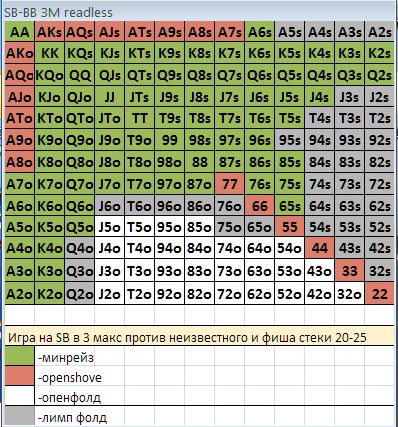 SB-BB 3M readless
AA AKs AQs AJs ATs A9s A8s A7s A6s A5s A4s A3s A2s
AKo KK KQs KJs KTs K9s K8s K7s K6s K5s K4s K3s K2s
AQo KQo QQ QJs QTs Q9s Q8s Q7s Q6s Q5s Q4s Q3s Q2s
AJo KJo QJo JJ JTs J9s J8s J7s J6s J5s J4s J3s J2s
ATo KTo QTo JTo TT T9s T8s T7s T6s T5s T4s T3s T2s
A9o K9o Q9o J9o T9o 99 98s 97s 96s 95s 94s 93s 92s
A8o K8o Q8o J8o T8o 98o 88 87s 86s 85s 84s 83s 82s
A7o K7o Q7o J7o T7o 97o 87o 77 76s 75s 74s 73s 72s
A6o K6o Q6o J6o T6o 96o 86o 76o 66 65s 64s 63s 62s
A5o K5o Q5o J5o T5o 95o 85o 75o 65o 55 54s 53s 52s
A4o K4o Q4o J4o T4o 94o 84o 74o 64o 54o 44 43s 42s
A3o K3o Q3o J3o T3o 93o 83o 73o 63o 53o 43o 33 32s
A2o K2o Q2o J2o T2o 92o 82o 72o 62o 52o 42o 32o 22
Игра на SB в 3 макс против неизвестного и фиша стеки 20-25
-минрейз
-openshove
-опенфолд
-лимп фолд